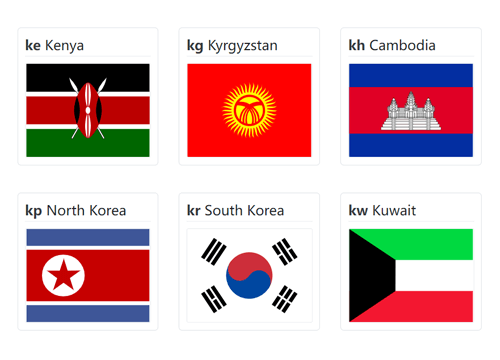 ke Kenya
kg Kyrgyzstan
kh Cambodia
kp North Korea
kr South Korea
kw Kuwait